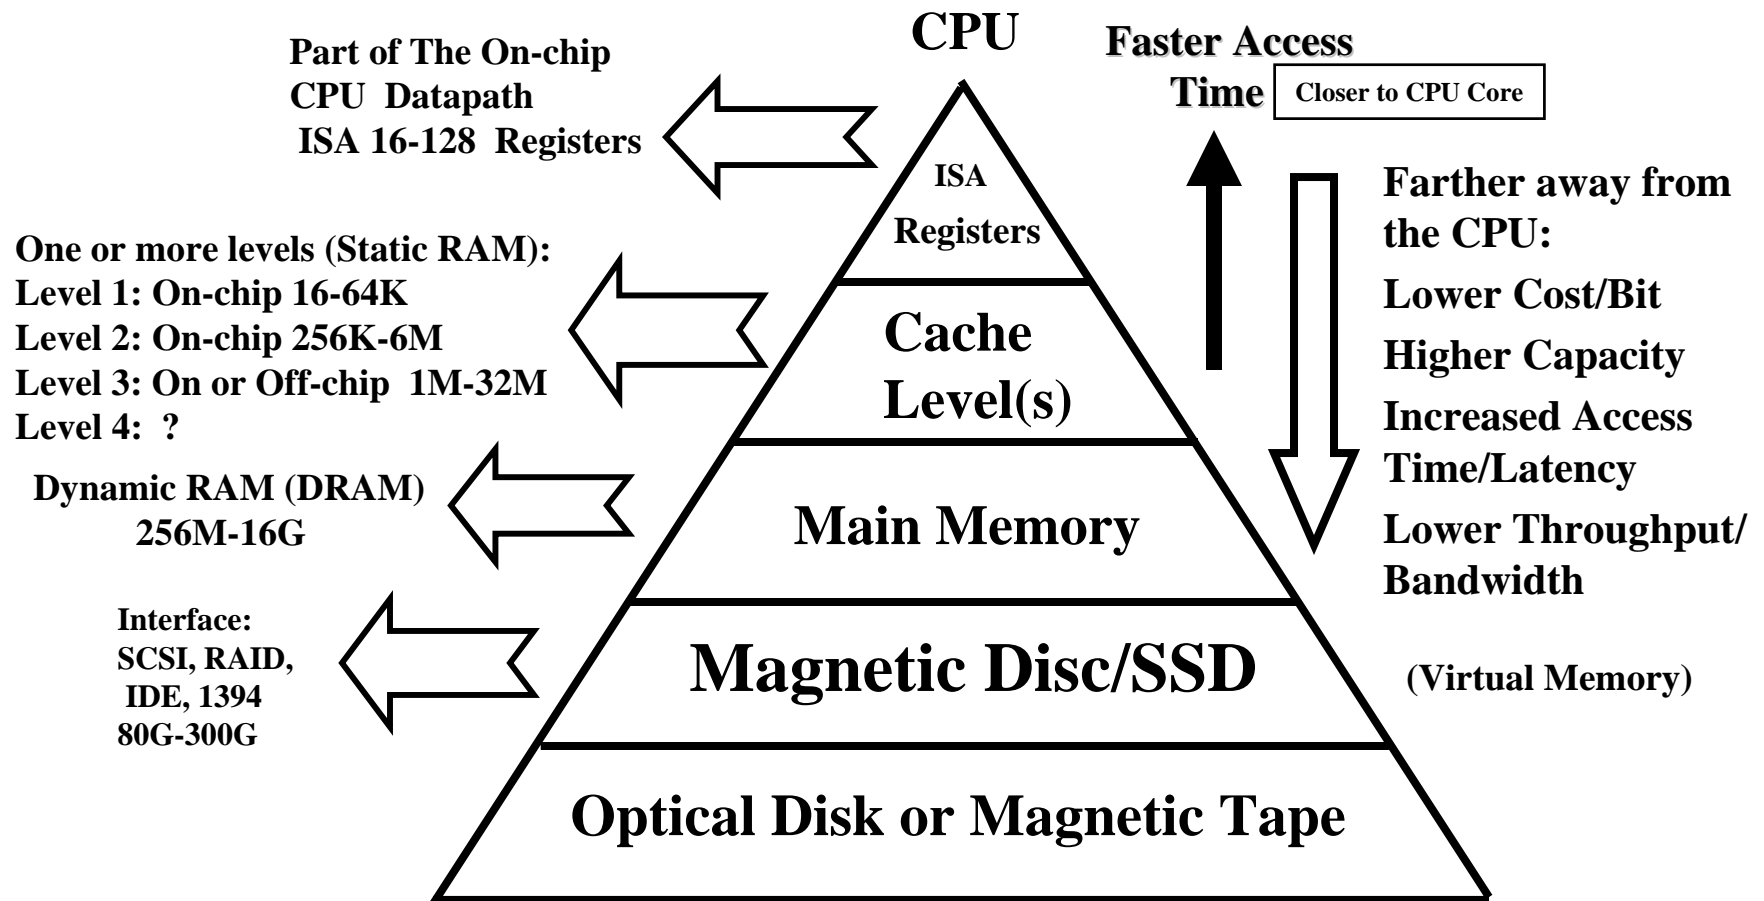 CPU
Part of The On-chip
CPU Datapath
ISA 16-128 Registers
Faster Access
Time
Closer to CPU Core
ISA
Registers
Farther away from
the CPU:
Lower Cost/Bit
Higher Capacity
Increased Access
Time/Latency
Lower Throughput/
Bandwidth
One or more levels (Static RAM):
Level 1: On-chip 16-64K
Level 2: On-chip 256K-6M
Level 3: On or Off-chip 1M-32M
Level 4: ?
Cache
Level(s)
Dynamic RAM (DRAM)
256M-16G
Main Memory
Interface:
SCSI, RAID,
IDE, 1394
80G-300G
Magnetic Disc/SSD
(Virtual Memory)
Optical Disk or Magnetic Tape